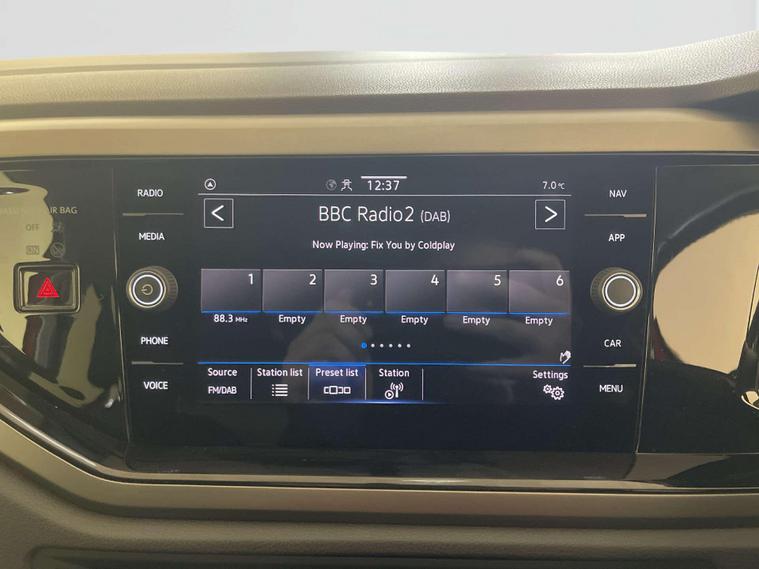 RADIO
MEDIA
PHONE
VOICE
OFF
ON
12:37
7.0 °C
BBC Radio2 (DAB)
Now Playing: Fix You by Coldplay
1 2 3 4 5 6
88.3 MHz Empty Empty Empty Empty Empty
Source Station list Preset list Station Settings
FM/DAB
NAV
APP
CAR
MENU